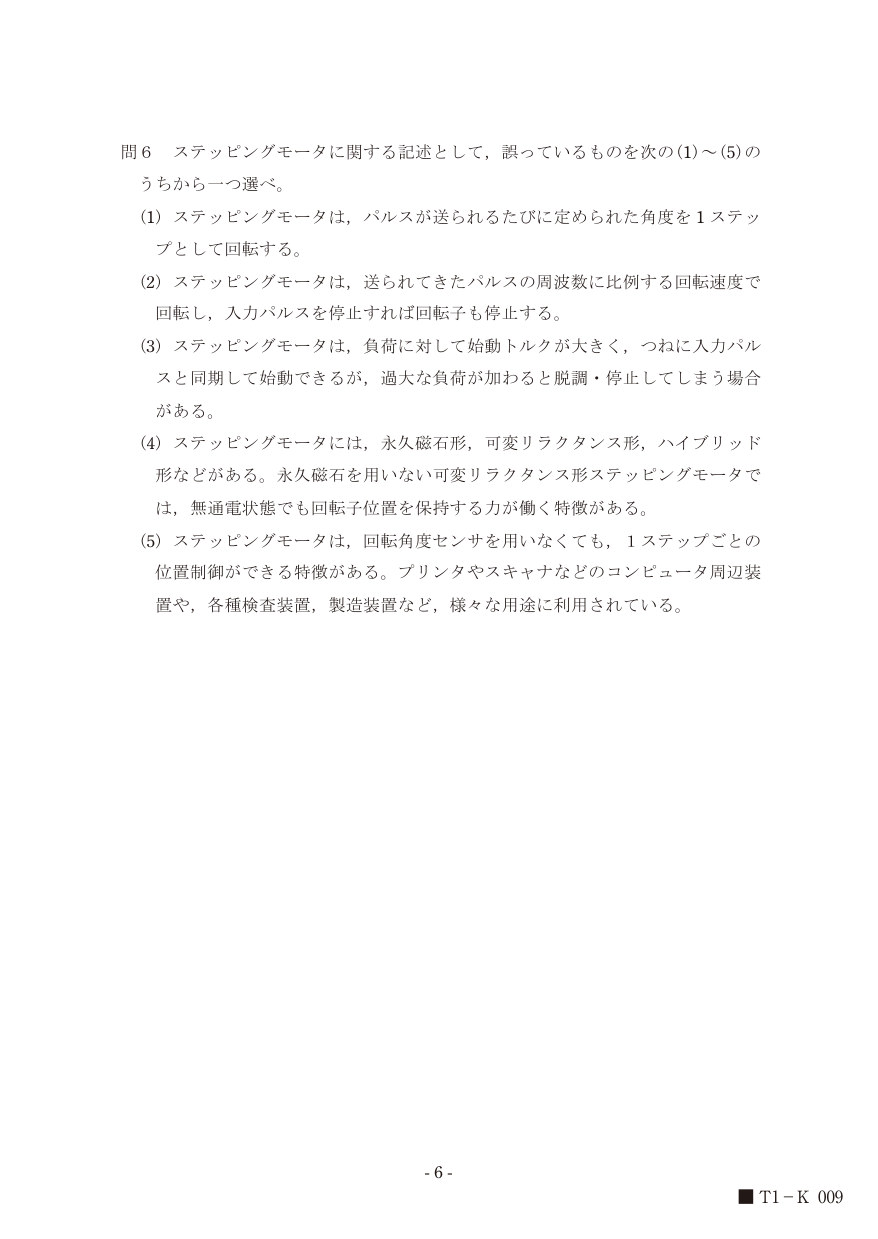 問６　ステッピングモータに関する記述として，誤っているものを次の(1)～(5)の
うちから一つ選べ。
(1) ステッピングモータは，パルスが送られるたびに定められた角度を 1 ステッ
プとして回転する。
(2) ステッピングモータは，送られてきたパルスの周波数に比例する回転速度で
回転し，入力パルスを停止すれば回転子も停止する。
(3) ステッピングモータは，負荷に対して始動トルクが大きく，つねに入力パル
スと同期して始動できるが，過大な負荷が加わると脱調・停止してしまう場合
がある。
(4) ステッピングモータには，永久磁石形，可変リラクタンス形，ハイブリッド
形などがある。永久磁石を用いない可変リラクタンス形ステッピングモータで
は，無通電状態でも回転子位置を保持する力が働く特徴がある。
(5) ステッピングモータは，回転角度センサを用いなくても，1 ステップごとの
位置制御ができる特徴がある。プリンタやスキャナなどのコンピュータ周辺装
置や，各種検査装置，製造装置など，様々な用途に利用されている。
- 6 -
■ T1－K 009